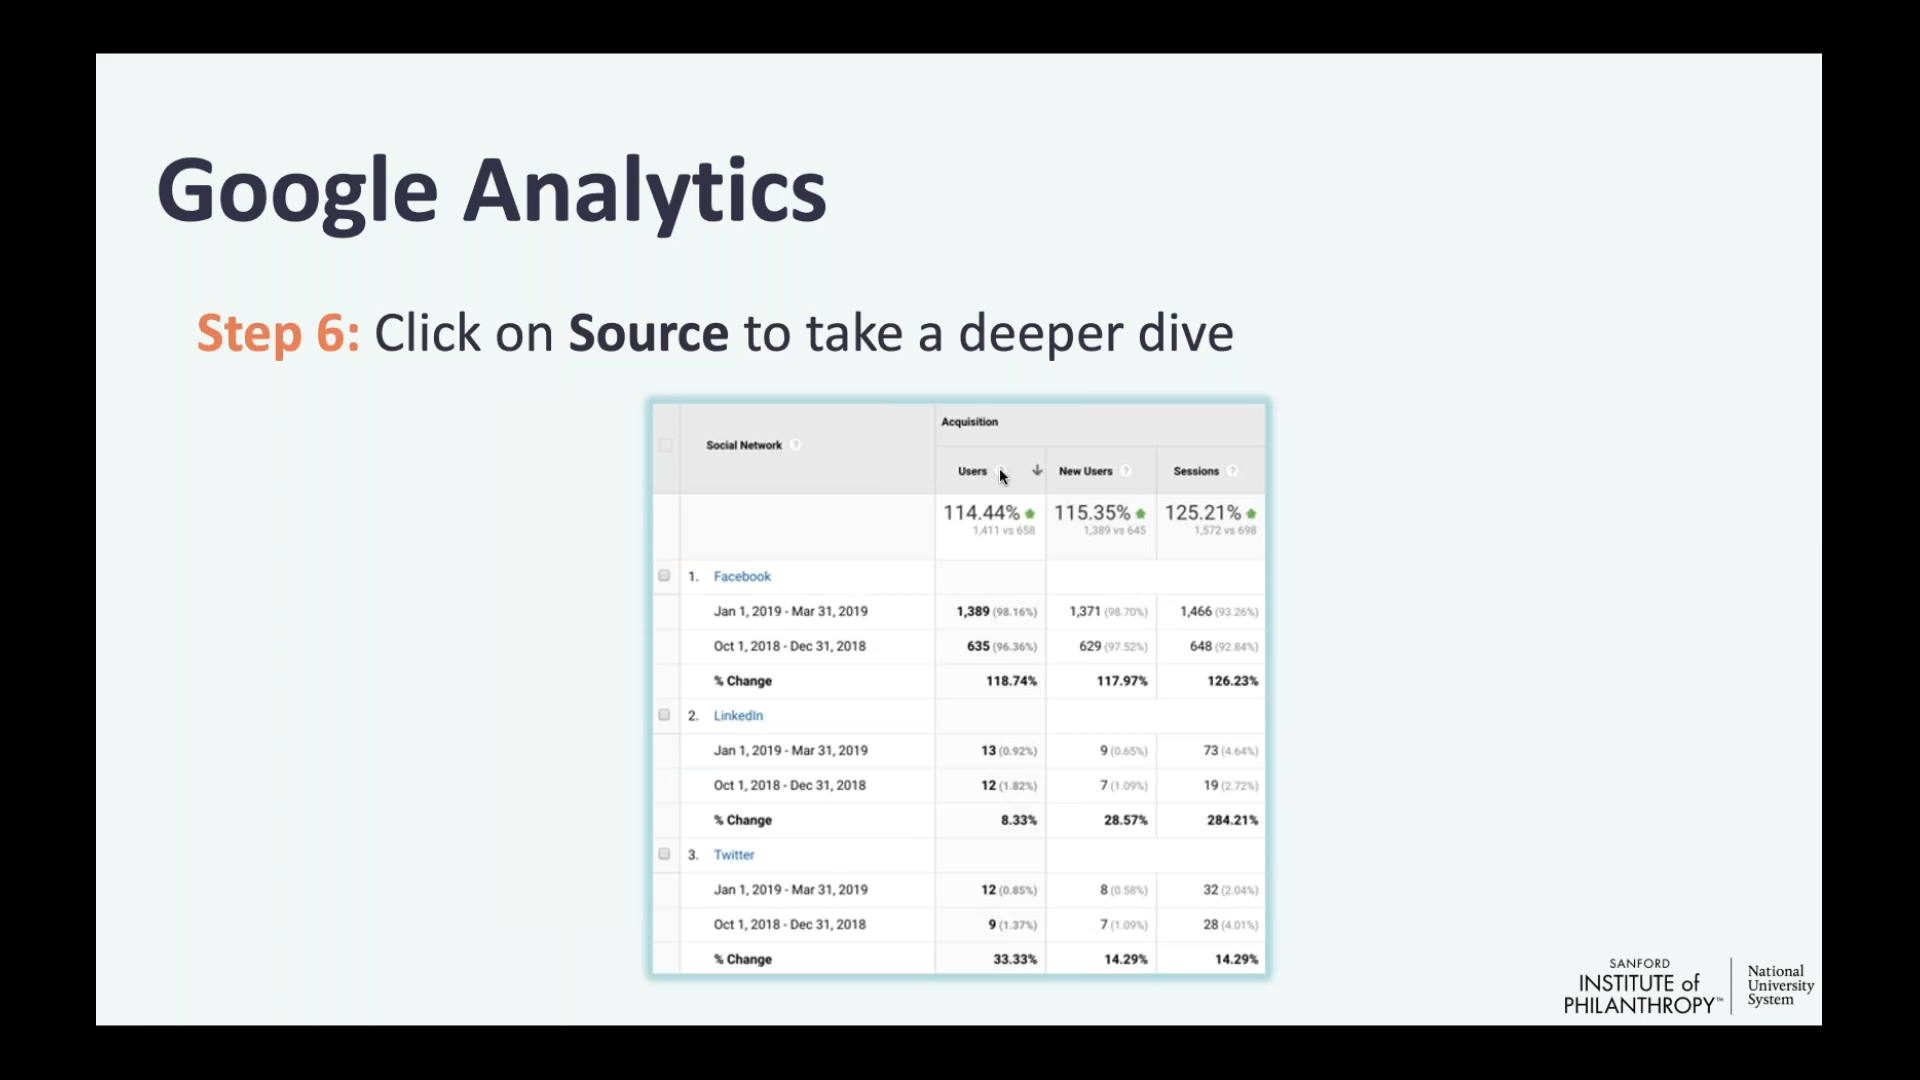 Google Analytics
Step 6: Click on Source to take a deeper dive
Acquisition
Social Network ?
Users New Users ? Sessions ?
114.44% 115.35% 125.21%
1,411 vs 658 1,389 vs 645 1,572 vs 698
1. Facebook
Jan 1, 2019 - Mar 31, 2019 1,389 (98.16%) 1,371 (98.70%) 1,466 (93.26%)
Oct 1, 2018 - Dec 31, 2018 635 (96.36%) 629 (97.52%) 648 (92.84%)
% Change 118.74% 117.97% 126.23%
2. LinkedIn
Jan 1, 2019 - Mar 31, 2019 13 (0.92%) 9 (0.65%) 73 (4.64%)
Oct 1, 2018 - Dec 31, 2018 12 (1.82%) 7 (1.09%) 19 (2.72%)
% Change 8.33% 28.57% 284.21%
3. Twitter
Jan 1, 2019 - Mar 31, 2019 12 (0.85%) 8 (0.58%) 32 (2.04%)
Oct 1, 2018 - Dec 31, 2018 9 (1.37%) 7 (1.09%) 28 (4.01%)
% Change 33.33% 14.29% 14.29%
SANFORD
INSTITUTE of
PHILANTHROPY™
National
University
System